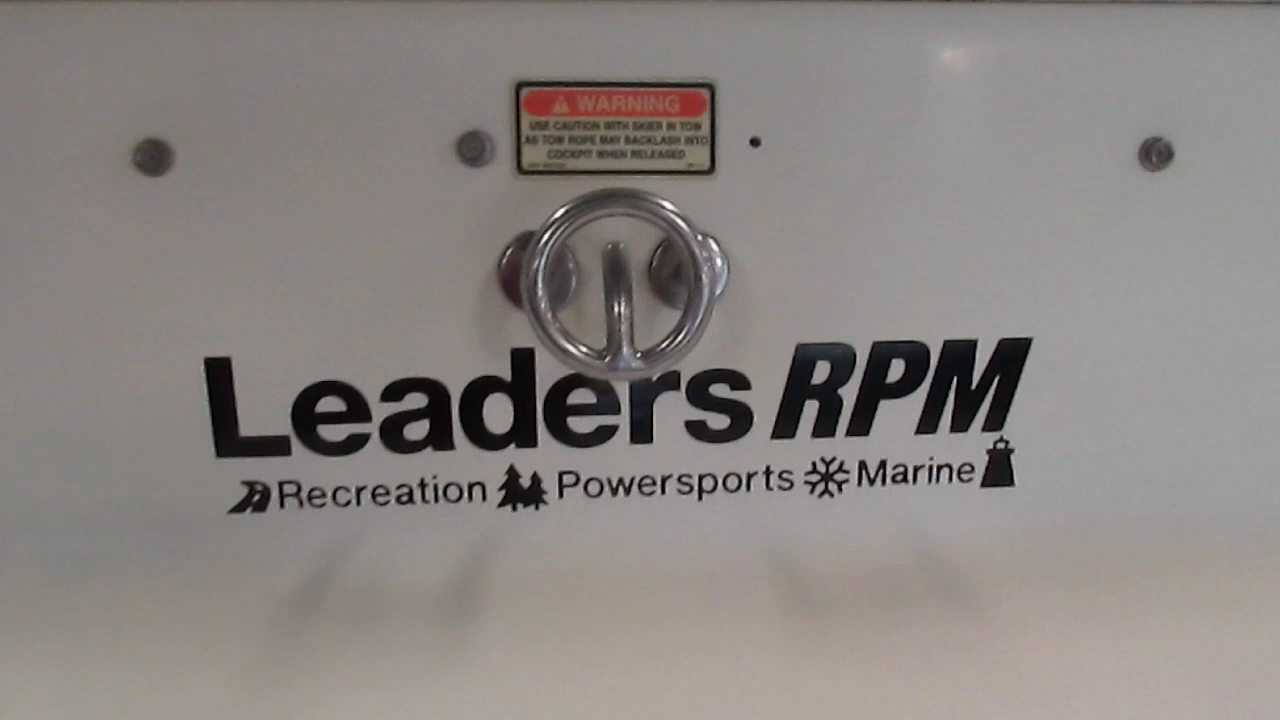 WARNING
USE CAUTION WITH SKIER IN TOW
AS TOW ROPE MAY BACKLASH INTO
COCKPIT WHEN RELEASED
Leaders RPM
Recreation Powersports Marine